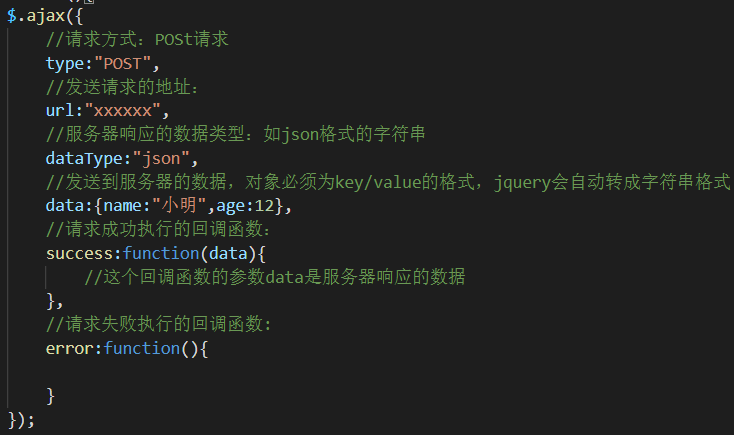 $.ajax({
//请求方式：POSt请求
type:"POST",
//发送请求的地址：
url:"xxxxxx",
//服务器响应的数据类型：如json格式的字符串
dataType:"json",
//发送到服务器的数据，对象必须为key/value的格式，jquery会自动转成字符串格式
data:{name:"小明",age:12},
//请求成功执行的回调函数：
success:function(data){
//这个回调函数的参数data是服务器响应的数据
},
//请求失败执行的回调函数:
error:function(){
}
});